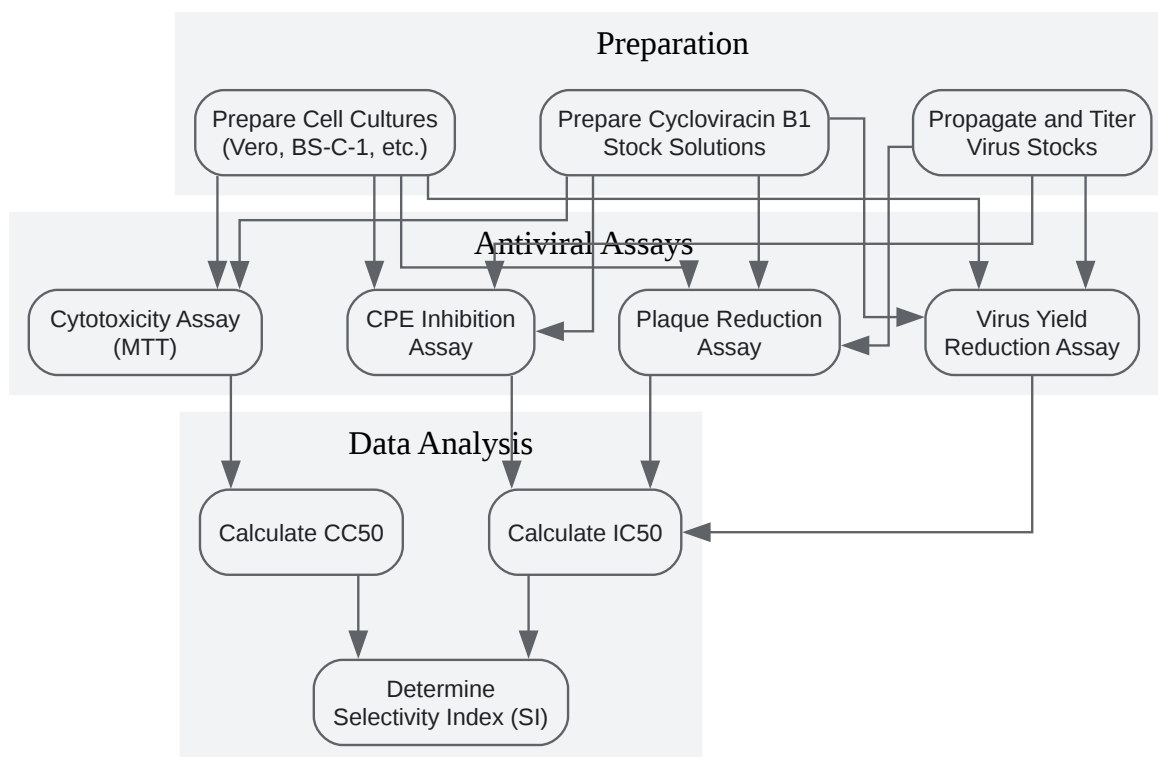 Preparation
Prepare Cell Cultures
(Vero, BS-C-1, etc.)
Prepare Cycloviracin B1
Stock Solutions
Propagate and Titer
Virus Stocks
Antiviral Assays
Cytotoxicity Assay
(MTT)
CPE Inhibition
Assay
Plaque Reduction
Assay
Virus Yield
Reduction Assay
Data Analysis
Calculate CC50
Calculate IC50
Determine
Selectivity Index (SI)